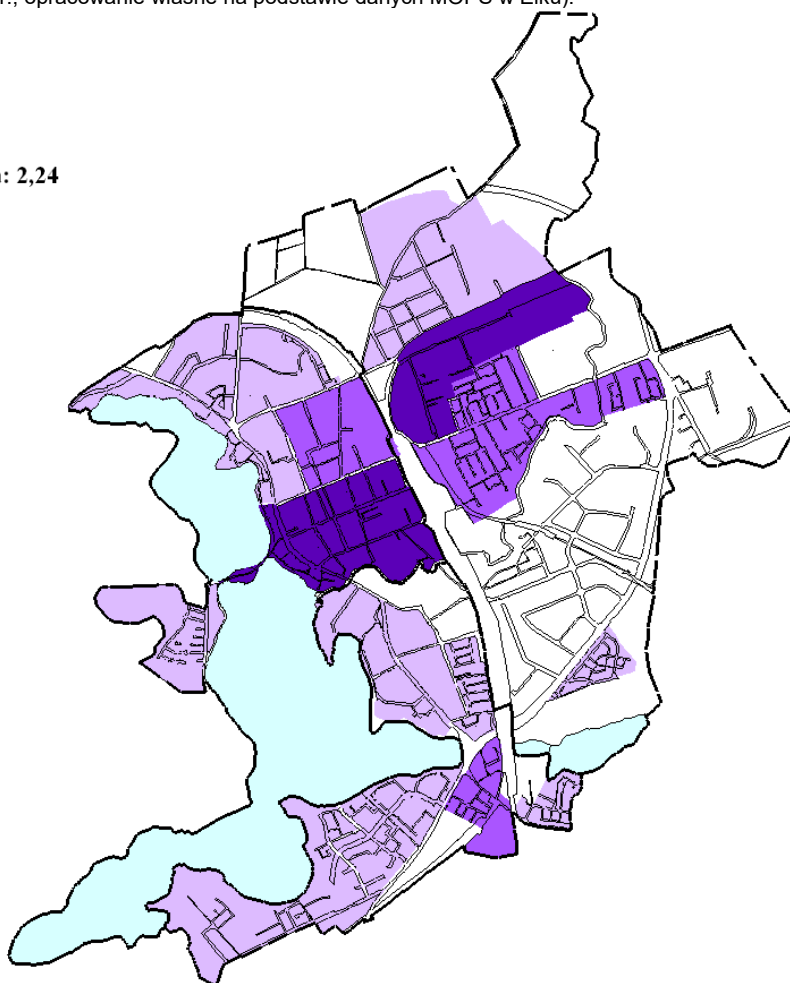 r., opracowanie własne na podstawie danych MOPS w Ełku).
: 2,24